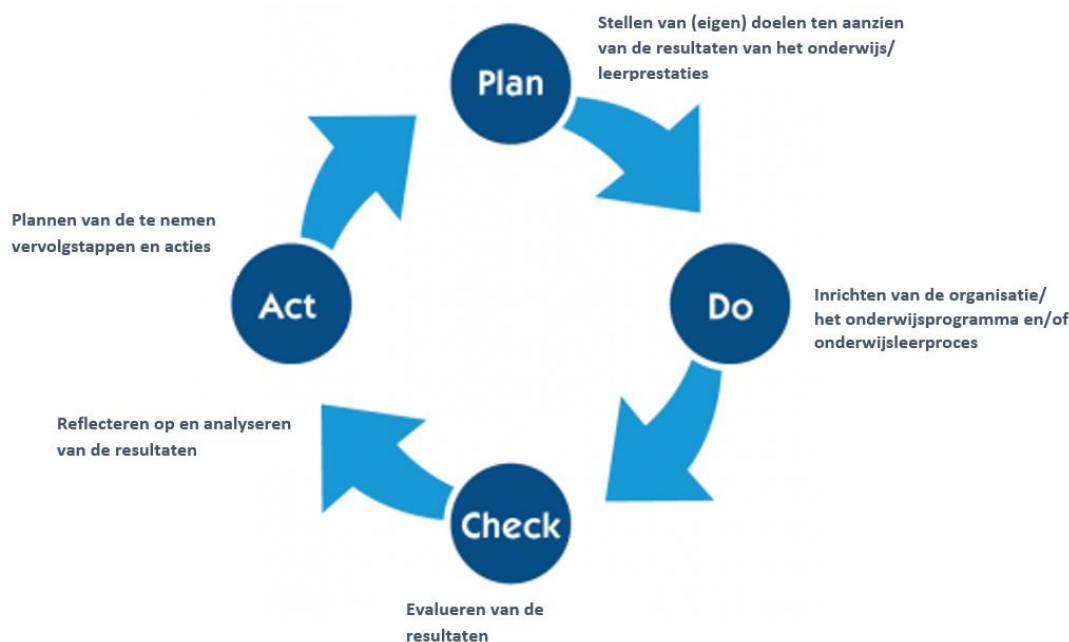 Plan
Stellen van (eigen) doelen ten aanzien
van de resultaten van het onderwijs/
leerprestaties
Do
Inrichten van de organisatie/
het onderwijsprogramma en/of
onderwijsleerproces
Check
Evalueren van de
resultaten
Reflecteren op en analyseren
van de resultaten
Act
Plannen van de te nemen
vervolgstappen en acties